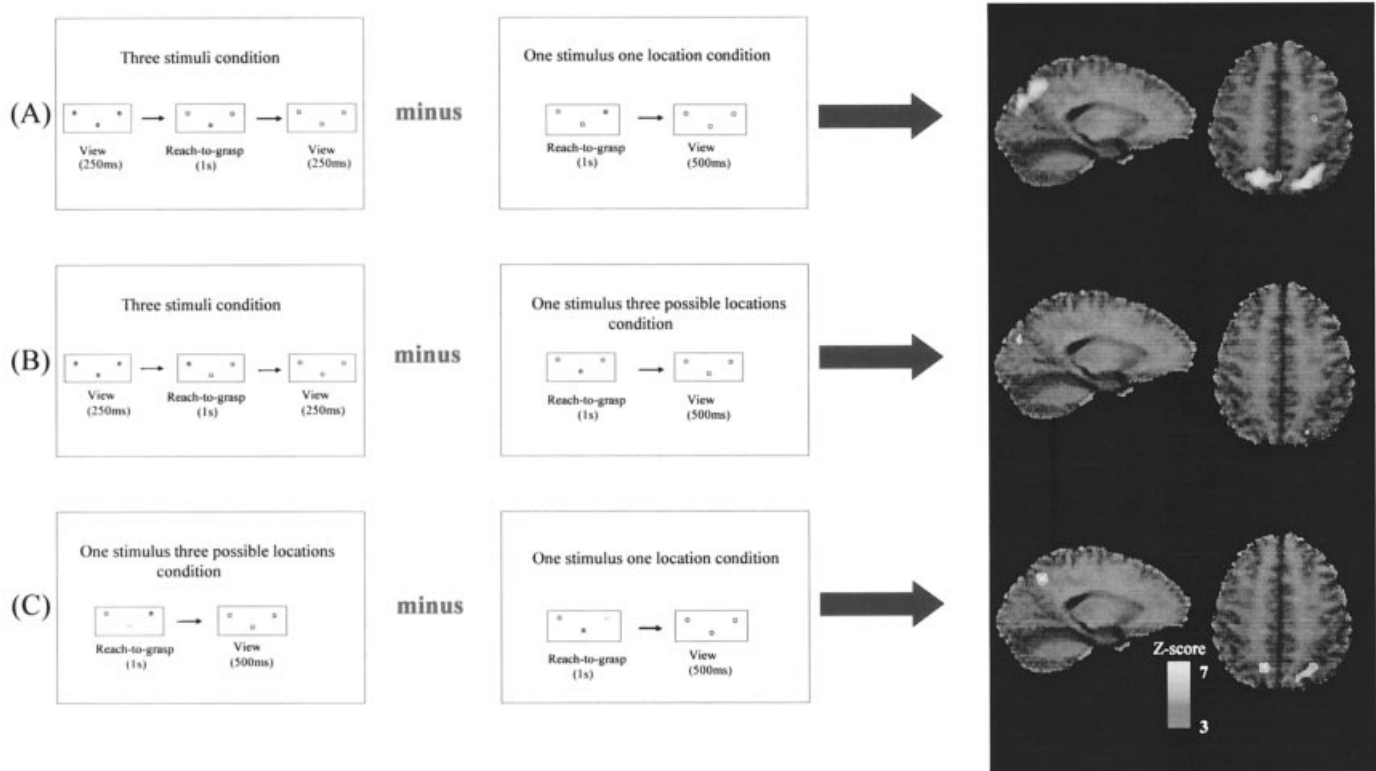 (A)
Three stimuli condition
View
(250ms)
Reach-to-grasp
(1s)
View
(250ms)
minus
One stimulus one location condition
Reach-to-grasp
(1s)
View
(500ms)
(B)
Three stimuli condition
View
(250ms)
Reach-to-grasp
(1s)
View
(250ms)
minus
One stimulus three possible locations
condition
Reach-to-grasp
(1s)
View
(500ms)
(C)
One stimulus three possible locations
condition
Reach-to-grasp
(1s)
View
(500ms)
minus
One stimulus one location condition
Reach-to-grasp
(1s)
View
(500ms)
Z-score
7
3